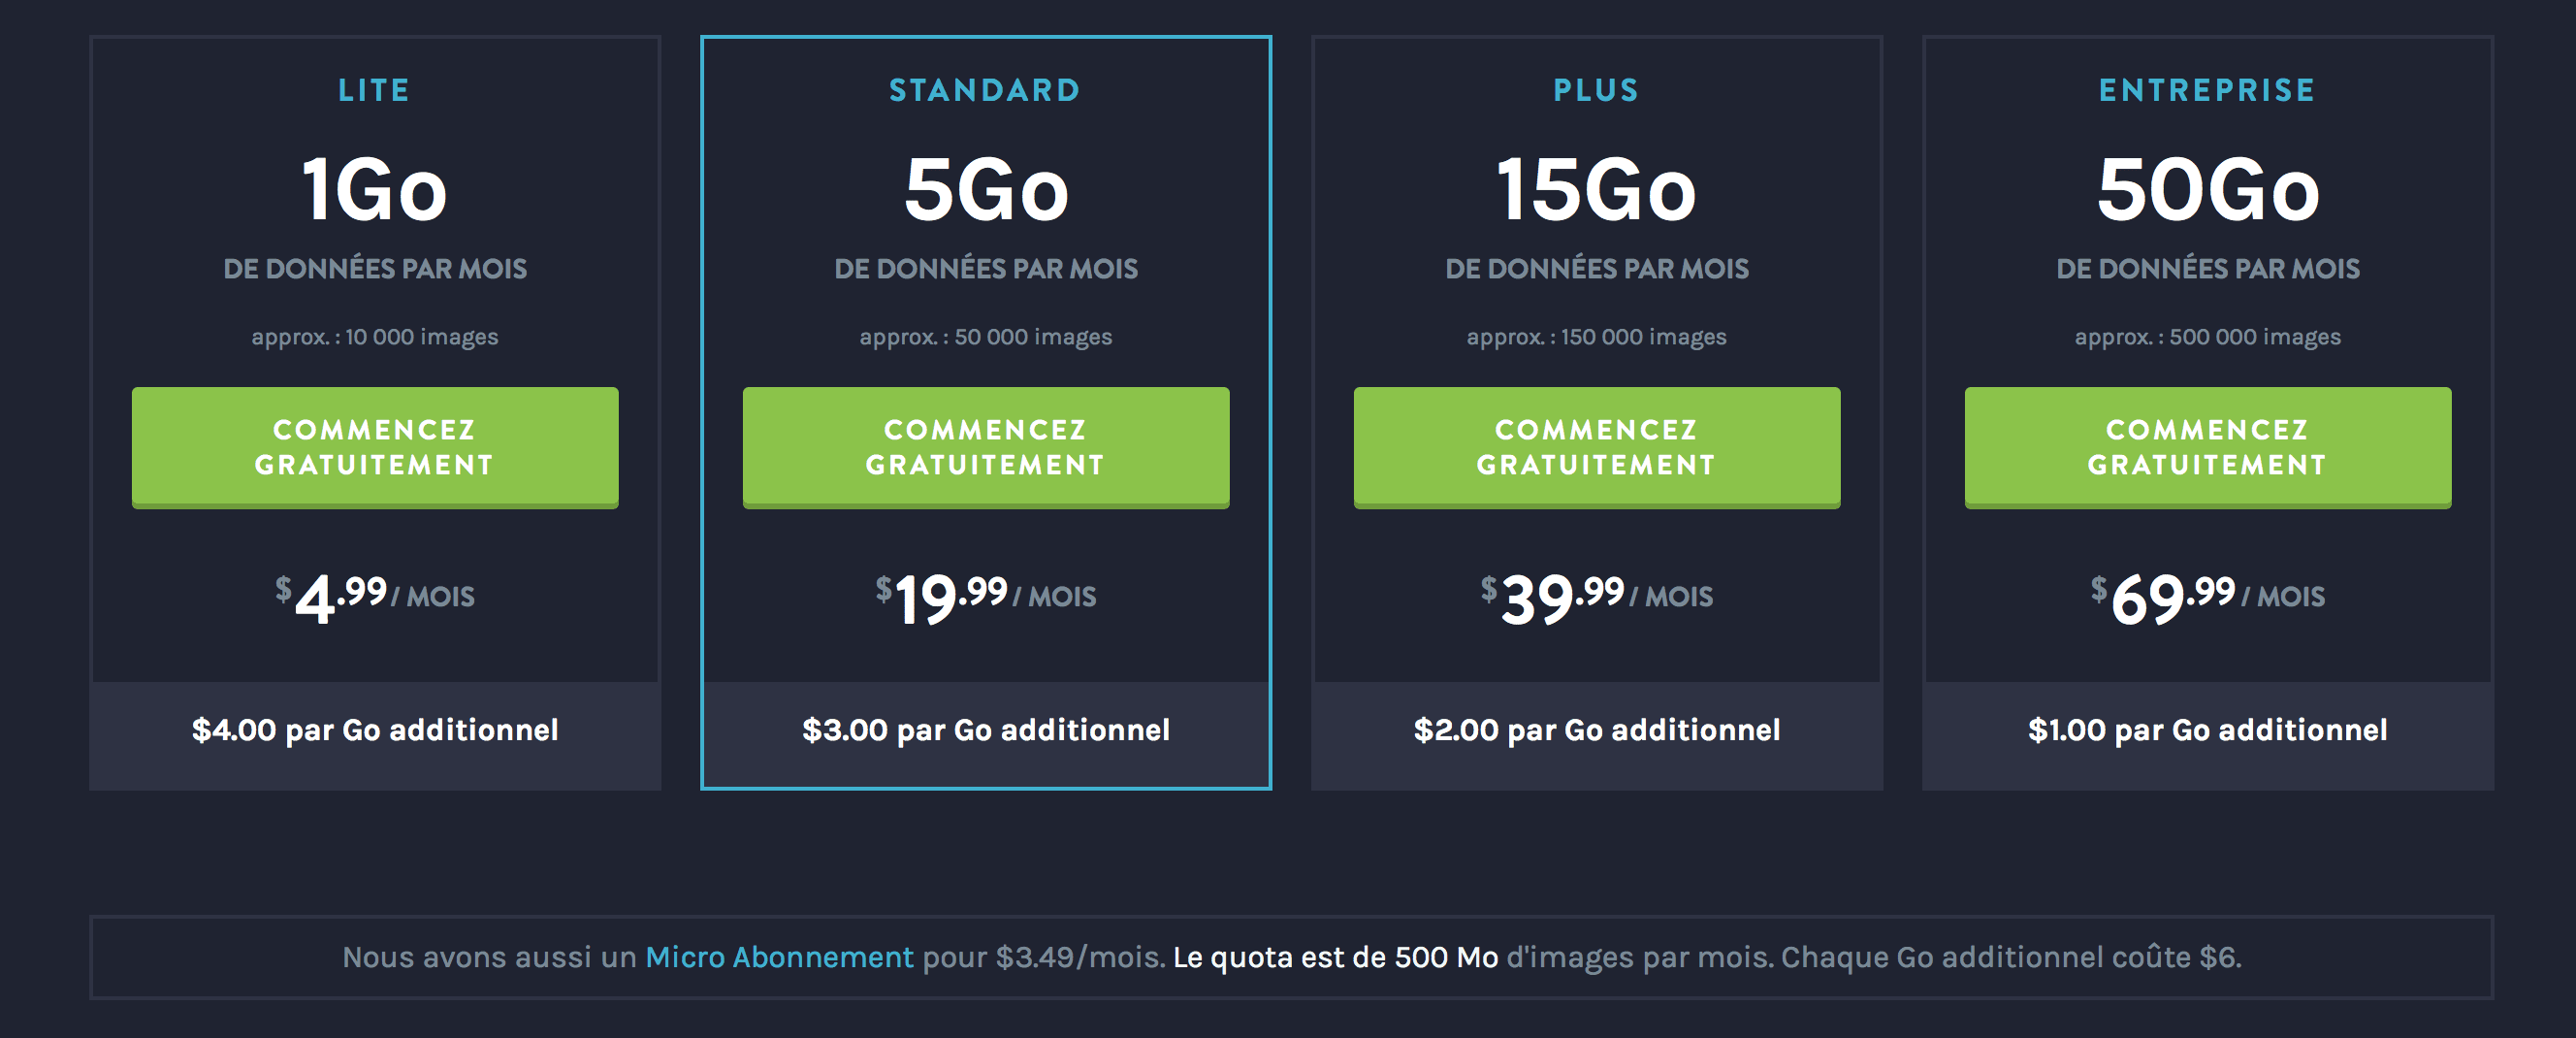 LITE
1Go
DE DONNÉES PAR MOIS
approx. : 10 000 images
COMMENCEZ
GRATUITEMENT
$4.99 / MOIS
$4.00 par Go additionnel
STANDARD
5Go
DE DONNÉES PAR MOIS
approx. : 50 000 images
COMMENCEZ
GRATUITEMENT
$19.99 / MOIS
$3.00 par Go additionnel
PLUS
15Go
DE DONNÉES PAR MOIS
approx. : 150 000 images
COMMENCEZ
GRATUITEMENT
$39.99 / MOIS
$2.00 par Go additionnel
ENTREPRISE
50Go
DE DONNÉES PAR MOIS
approx. : 500 000 images
COMMENCEZ
GRATUITEMENT
$69.99 / MOIS
$1.00 par Go additionnel
Nous avons aussi un Micro Abonnement pour $3.49/mois. Le quota est de 500 Mo d'images par mois. Chaque Go additionnel coûte $6.